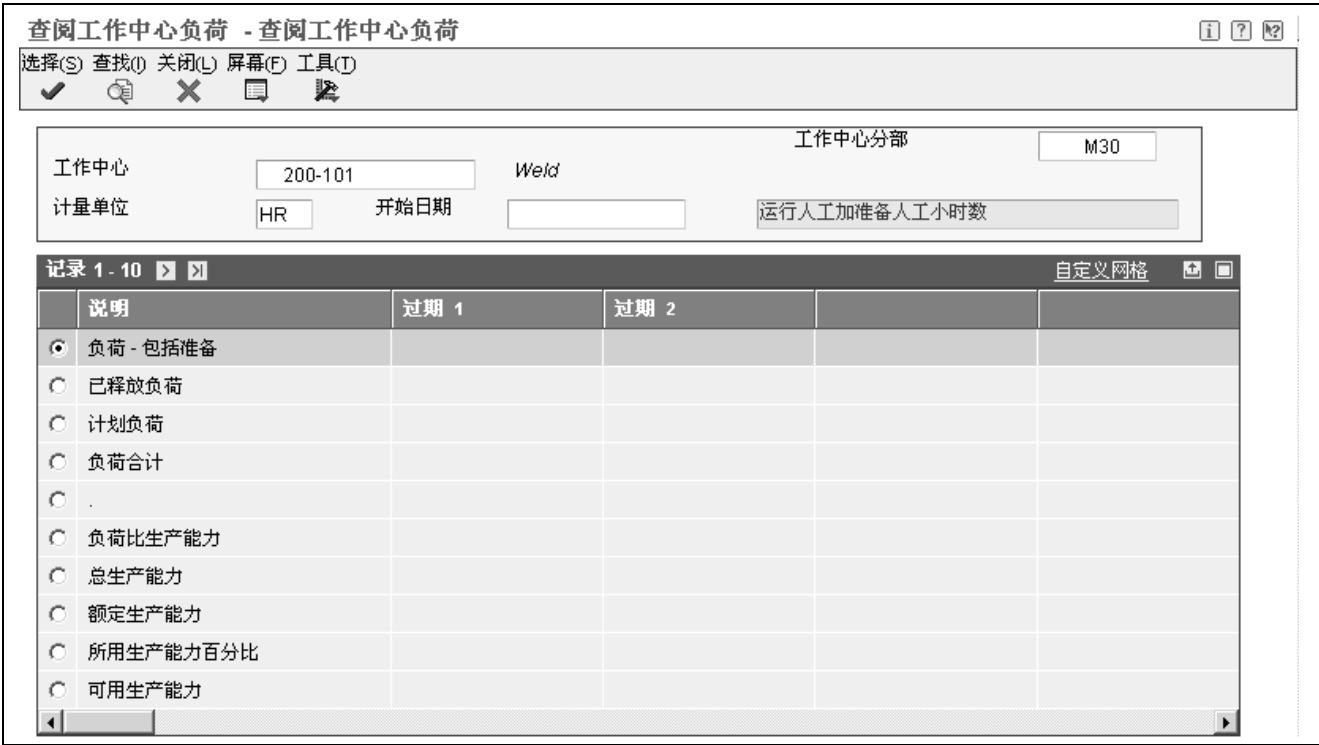 查阅工作中心负荷 - 查阅工作中心负荷
选择(S) 查找(I) 关闭(L) 屏幕(F) 工具(T)
工作中心分部 M30
工作中心 200-101 Weld
计量单位 HR 开始日期 运行人工加准备人工小时数
记录 1 - 10 自定义网格
说明 过期 1 过期 2
负荷 - 包括准备
已释放负荷
计划负荷
负荷合计
.
负荷比生产能力
总生产能力
额定生产能力
所用生产能力百分比
可用生产能力